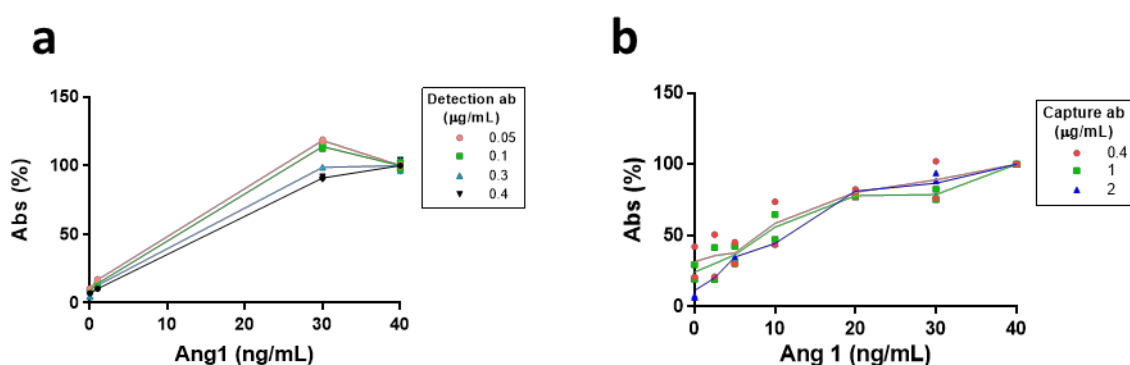 a
150
100
50
0
Abs (%)
0
10
20
30
40
Ang1 (ng/mL)
Detection ab
(μg/mL)
0.05
0.1
0.3
0.4
b
150
100
50
0
Abs (%)
0
10
20
30
40
Ang 1 (ng/mL)
Capture ab
(μg/mL)
0.4
1
2